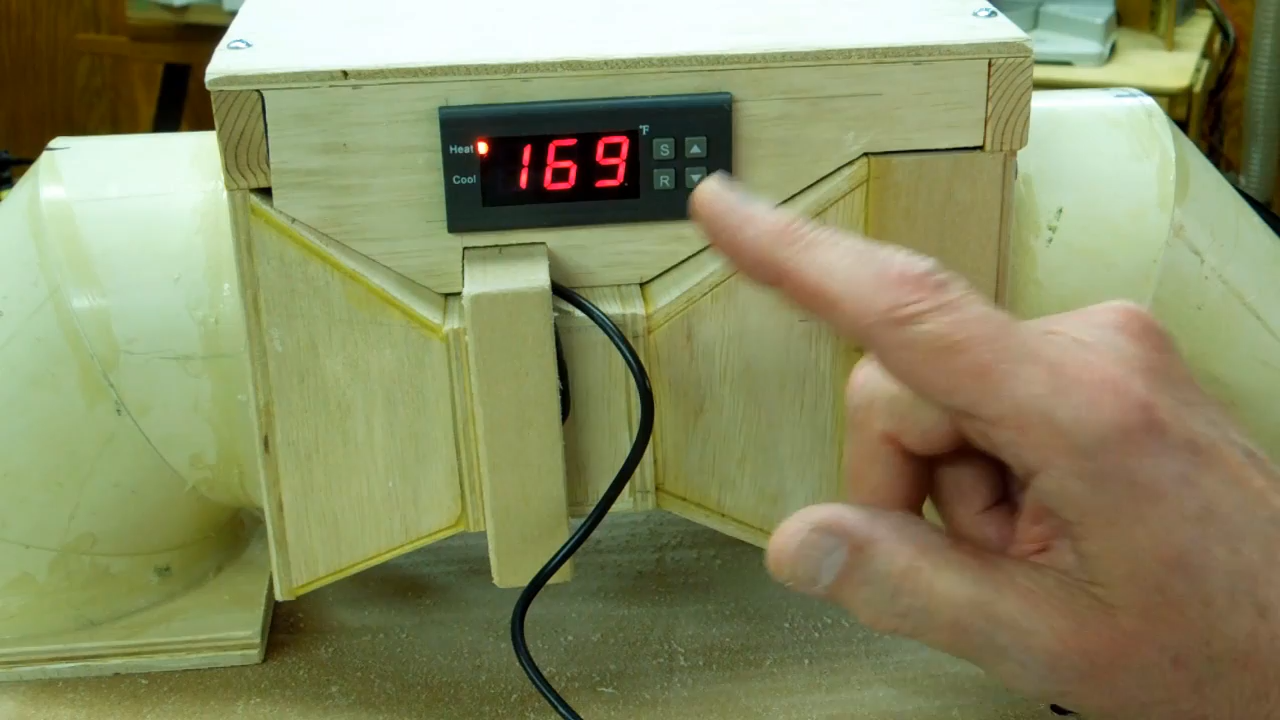 °F
Heat 169 S ▲
Cool R ▼